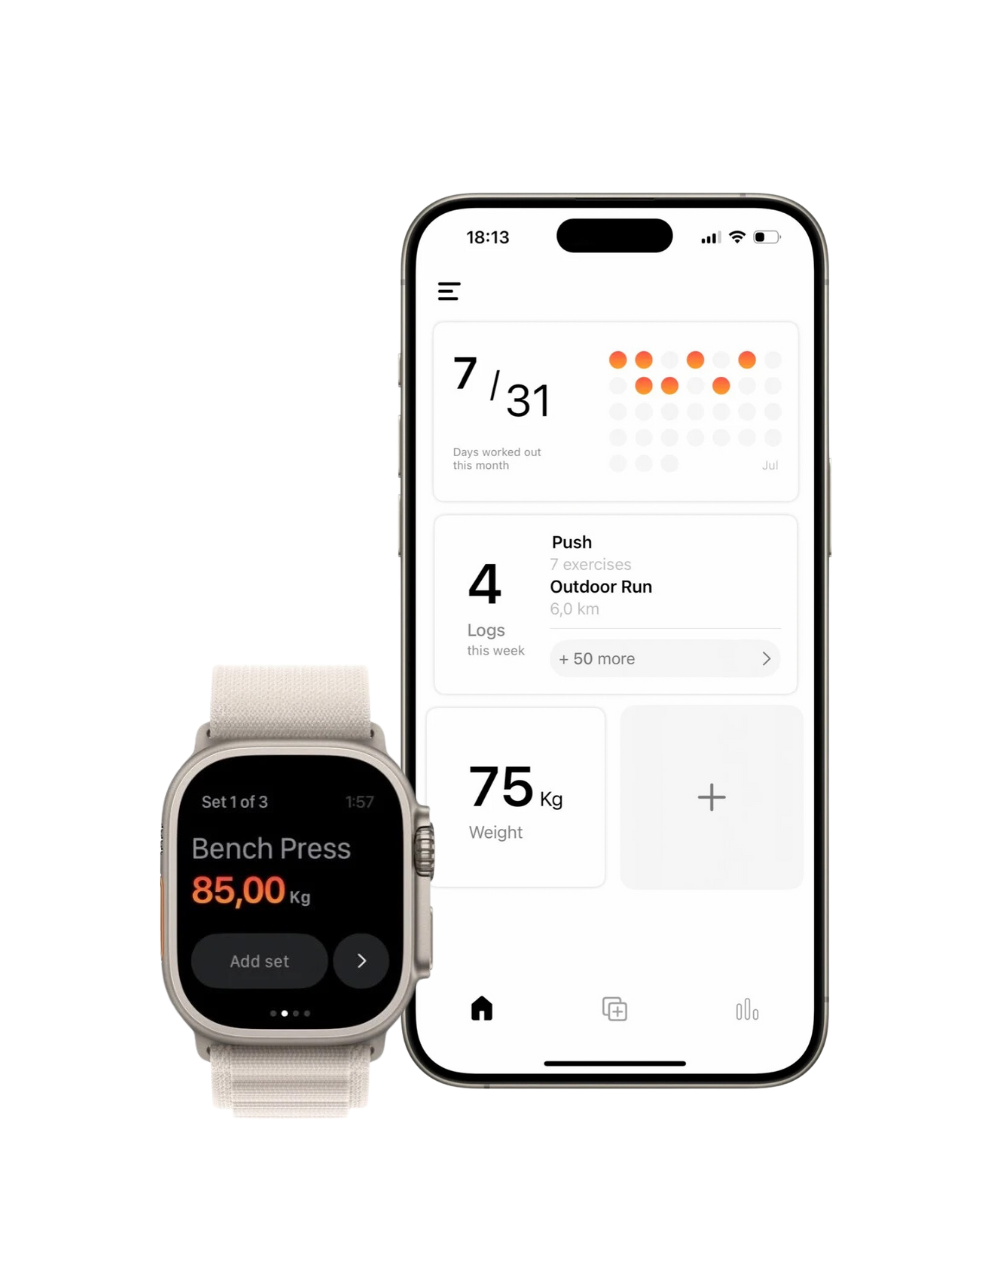 18:13
7 / 31
Days worked out
this month
Jul
4
Logs
this week
Push
7 exercises
Outdoor Run
6,0 km
+ 50 more
75 Kg
Weight
Set 1 of 3
1:57
Bench Press
85,00 Kg
Add set